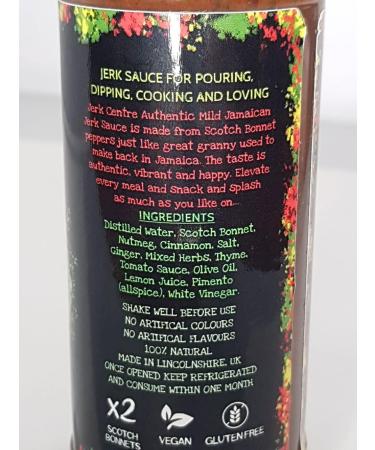 JERK SAUCE FOR POURING,
DIPPING, COOKING AND LOVING
Jerk Centre Authentic Mild Jamaican
Jerk Sauce is made from Scotch Bonnet
peppers just like great granny used to
make back in Jamaica. The taste is
authentic, vibrant and happy. Elevate
every meal and snack and splash
as much as you like on...
INGREDIENTS
Distilled Water, Scotch Bonnet,
Nutmeg, Cinnamon, Salt,
Ginger, Mixed Herbs, Thyme,
Tomato Sauce, Olive Oil,
Lemon Juice, Pimento
(allspice), White Vinegar.
SHAKE WELL BEFORE USE
NO ARTIFICAL COLOURS
NO ARTIFICAL FLAVOURS
100% NATURAL
MADE IN LINCOLNSHIRE, UK
ONCE OPENED KEEP REFRIGERATED
AND CONSUME WITHIN ONE MONTH
x2
SCOTCH
BONNETS
VEGAN
GLUTEN FREE